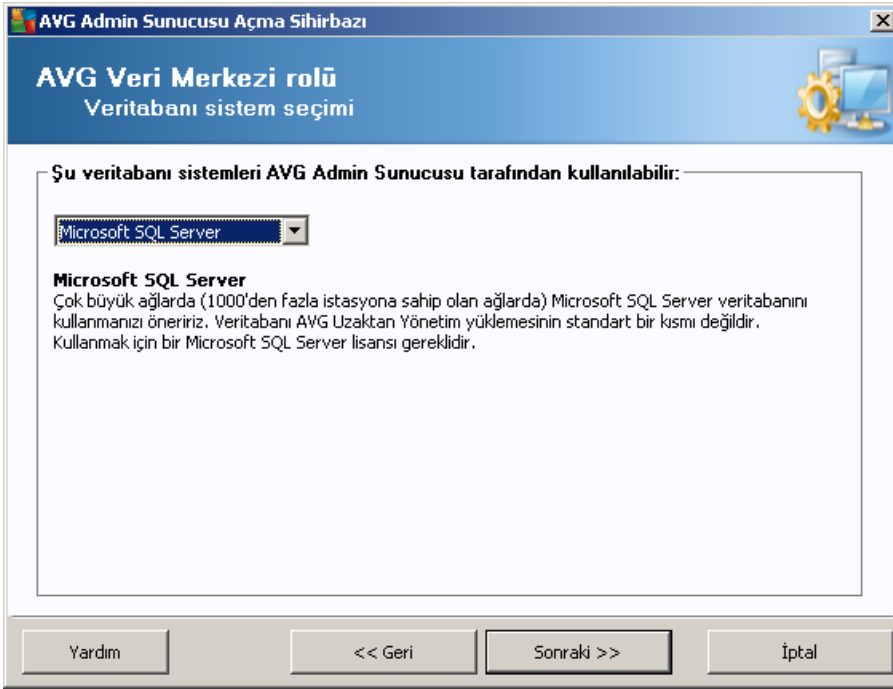 AVG Admin Sunucusu Açma Sihirbazı
AVG Veri Merkezi rolü
Veritabanı sistem seçimi
Şu veritabanı sistemleri AVG Admin Sunucusu tarafından kullanılabilir:
Microsoft SQL Server
Microsoft SQL Server
Çok büyük ağlarda (1000'den fazla istasyona sahip olan ağlarda) Microsoft SQL Server veritabanını
kullanmanızı öneririz. Veritabanı AVG Uzaktan Yönetim yüklemesinin standart bir kısmı değildir.
Kullanmak için bir Microsoft SQL Server lisansı gereklidir.
Yardım
<< Geri
Sonraki >>
İptal